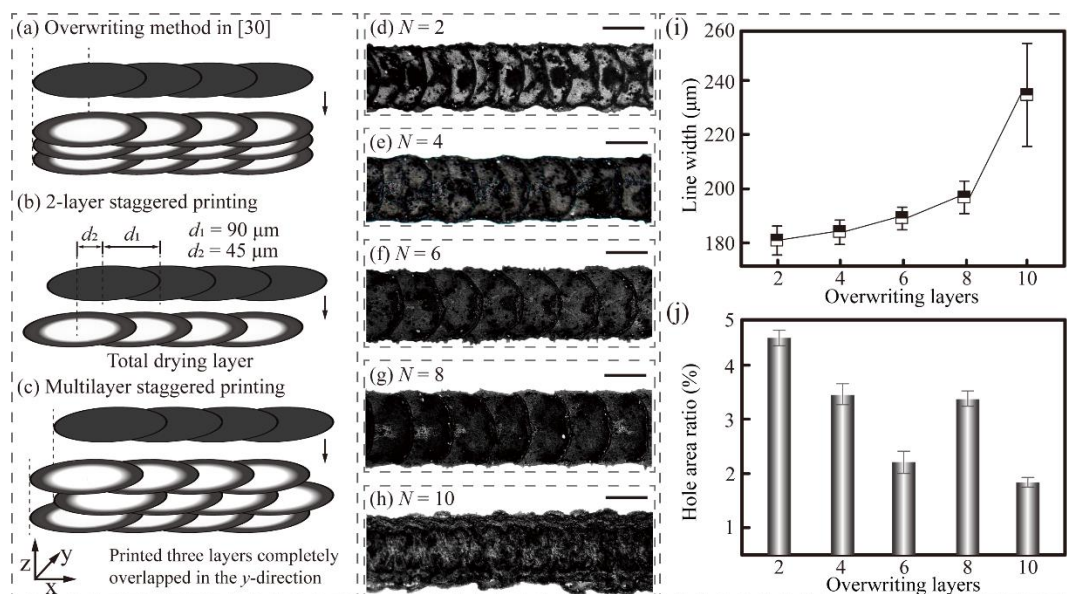 (a) Overwriting method in [30]
(b) 2-layer staggered printing
d₂
d₁
d₁ = 90 μm
d₂ = 45 μm
Total drying layer
(c) Multilayer staggered printing
z
y
x
Printed three layers completely
overlapped in the y-direction
(d) N = 2
(e) N = 4
(f) N = 6
(g) N = 8
(h) N = 10
(i)
260
240
220
200
180
Line width (μm)
2 4 6 8 10
Overwriting layers
(j)
5
4
3
2
1
Hole area ratio (%)
2 4 6 8 10
Overwriting layers